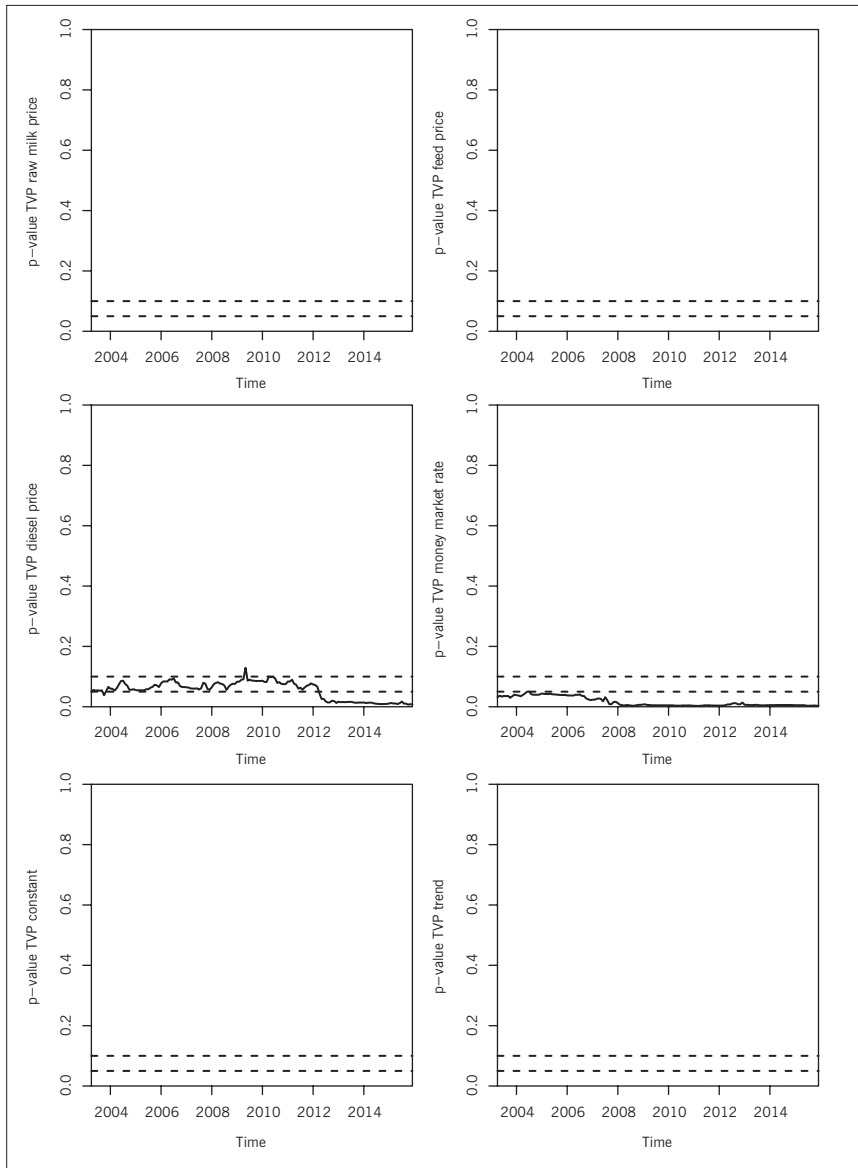 p−value TVP raw milk price
0.0 0.2 0.4 0.6 0.8 1.0
2004 2006 2008 2010 2012 2014
Time
p−value TVP feed price
0.0 0.2 0.4 0.6 0.8 1.0
2004 2006 2008 2010 2012 2014
Time
p−value TVP diesel price
0.0 0.2 0.4 0.6 0.8 1.0
2004 2006 2008 2010 2012 2014
Time
p−value TVP money market rate
0.0 0.2 0.4 0.6 0.8 1.0
2004 2006 2008 2010 2012 2014
Time
p−value TVP constant
0.0 0.2 0.4 0.6 0.8 1.0
2004 2006 2008 2010 2012 2014
Time
p−value TVP trend
0.0 0.2 0.4 0.6 0.8 1.0
2004 2006 2008 2010 2012 2014
Time